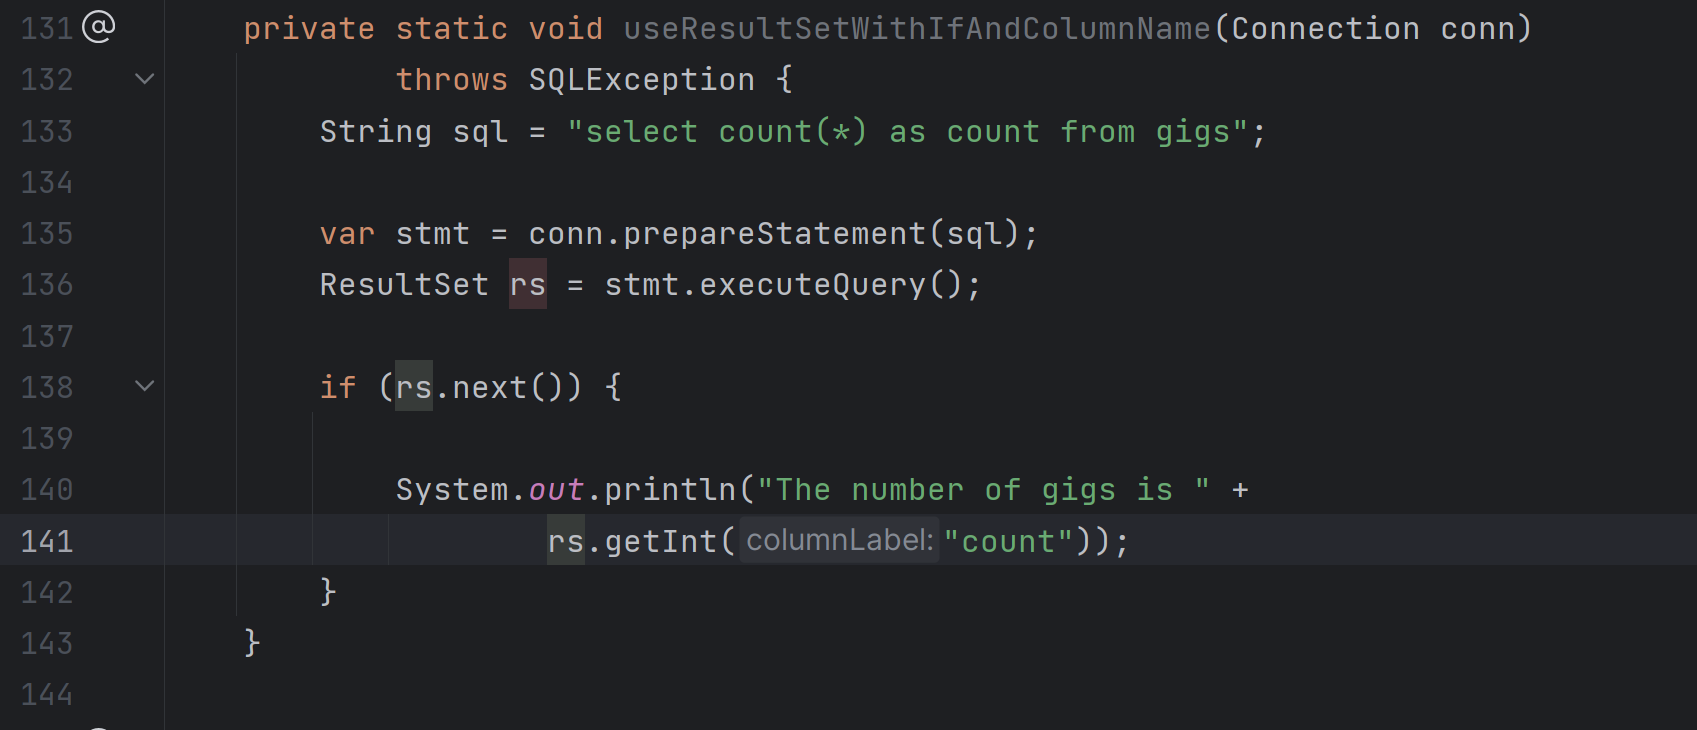 131 @ private static void useResultSetWithIfAndColumnName(Connection conn)
132 throws SQLException {
133 String sql = "select count(*) as count from gigs";
134
135 var stmt = conn.prepareStatement(sql);
136 ResultSet rs = stmt.executeQuery();
137
138 if (rs.next()) {
139
140 System.out.println("The number of gigs is " +
141 rs.getInt( columnLabel: "count"));
142 }
143 }
144